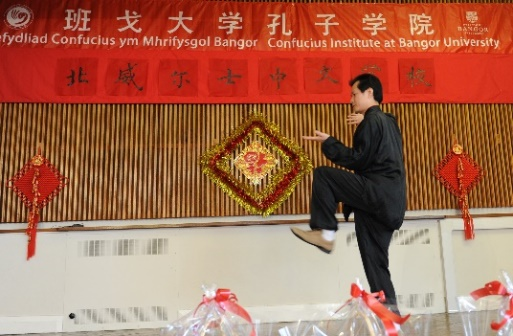 班戈大学孔子学院
efydliad Confucius ym Mhrifysgol Bangor Confucius Institute at Bangor University
BANGOR
北威尔士中文学校